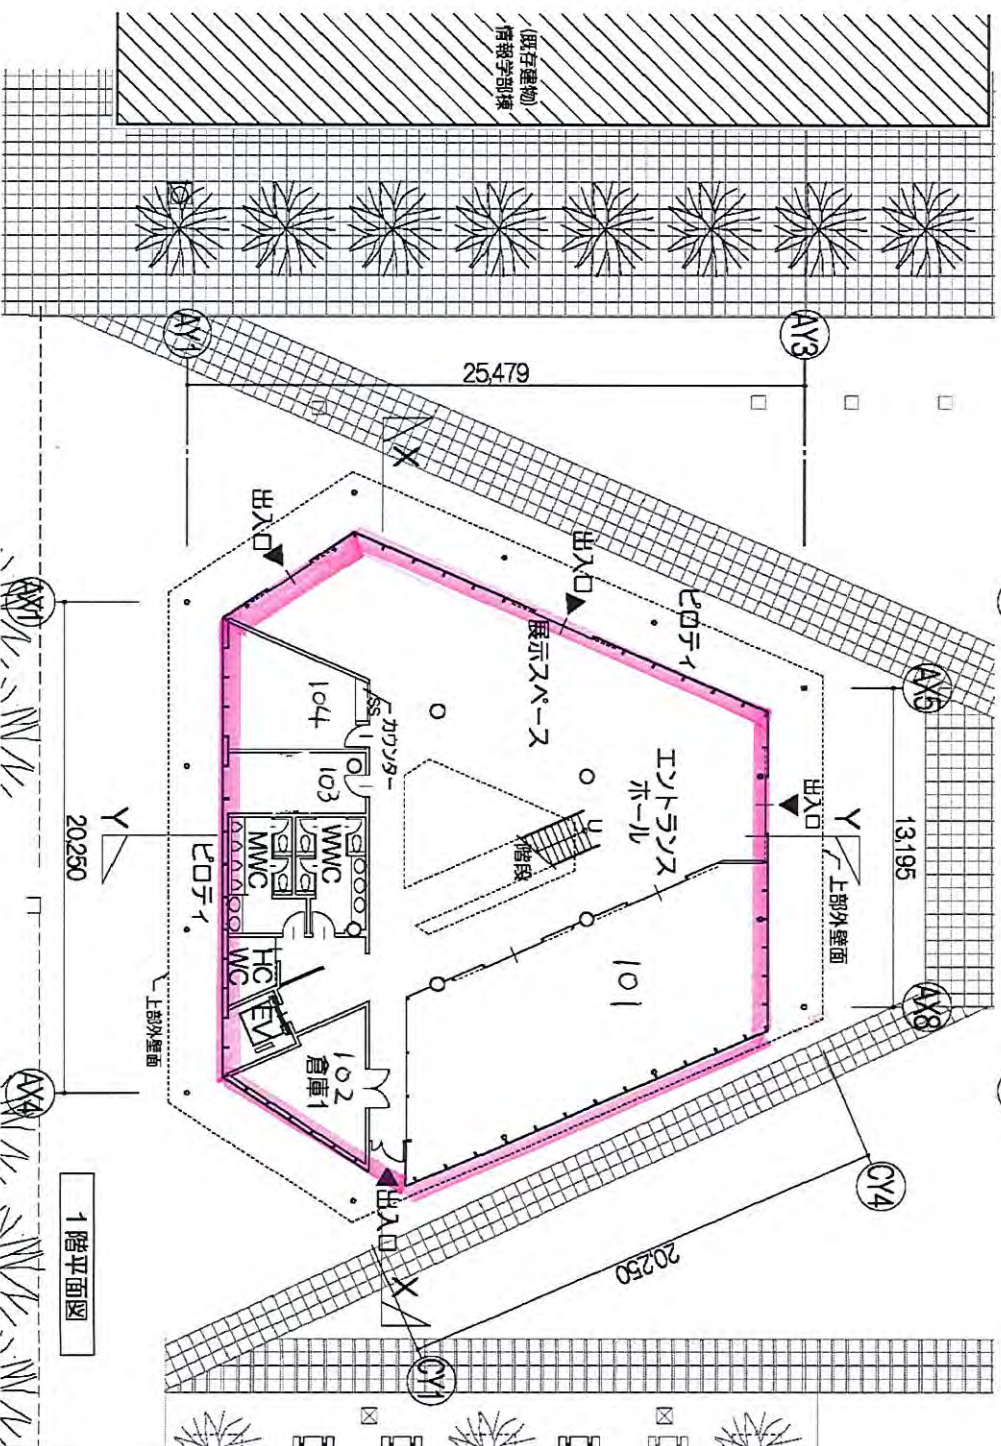 (既存建物)
情報学部棟
AY1
AY3
25,479
X
出入口
出入口
ピロティ
展示スペース
エントランス
ホール
出入口
Y
上部外壁面
13,195
AX5
AX8
AX1
20,250
AX4
Y
ピロティ
上部外壁面
104
SS
カウンター
103
MWC
WWC
HC
WC
EV
102
倉庫1
階段
U
101
出入口
X
CY4
20,250
CY1
1階平面図